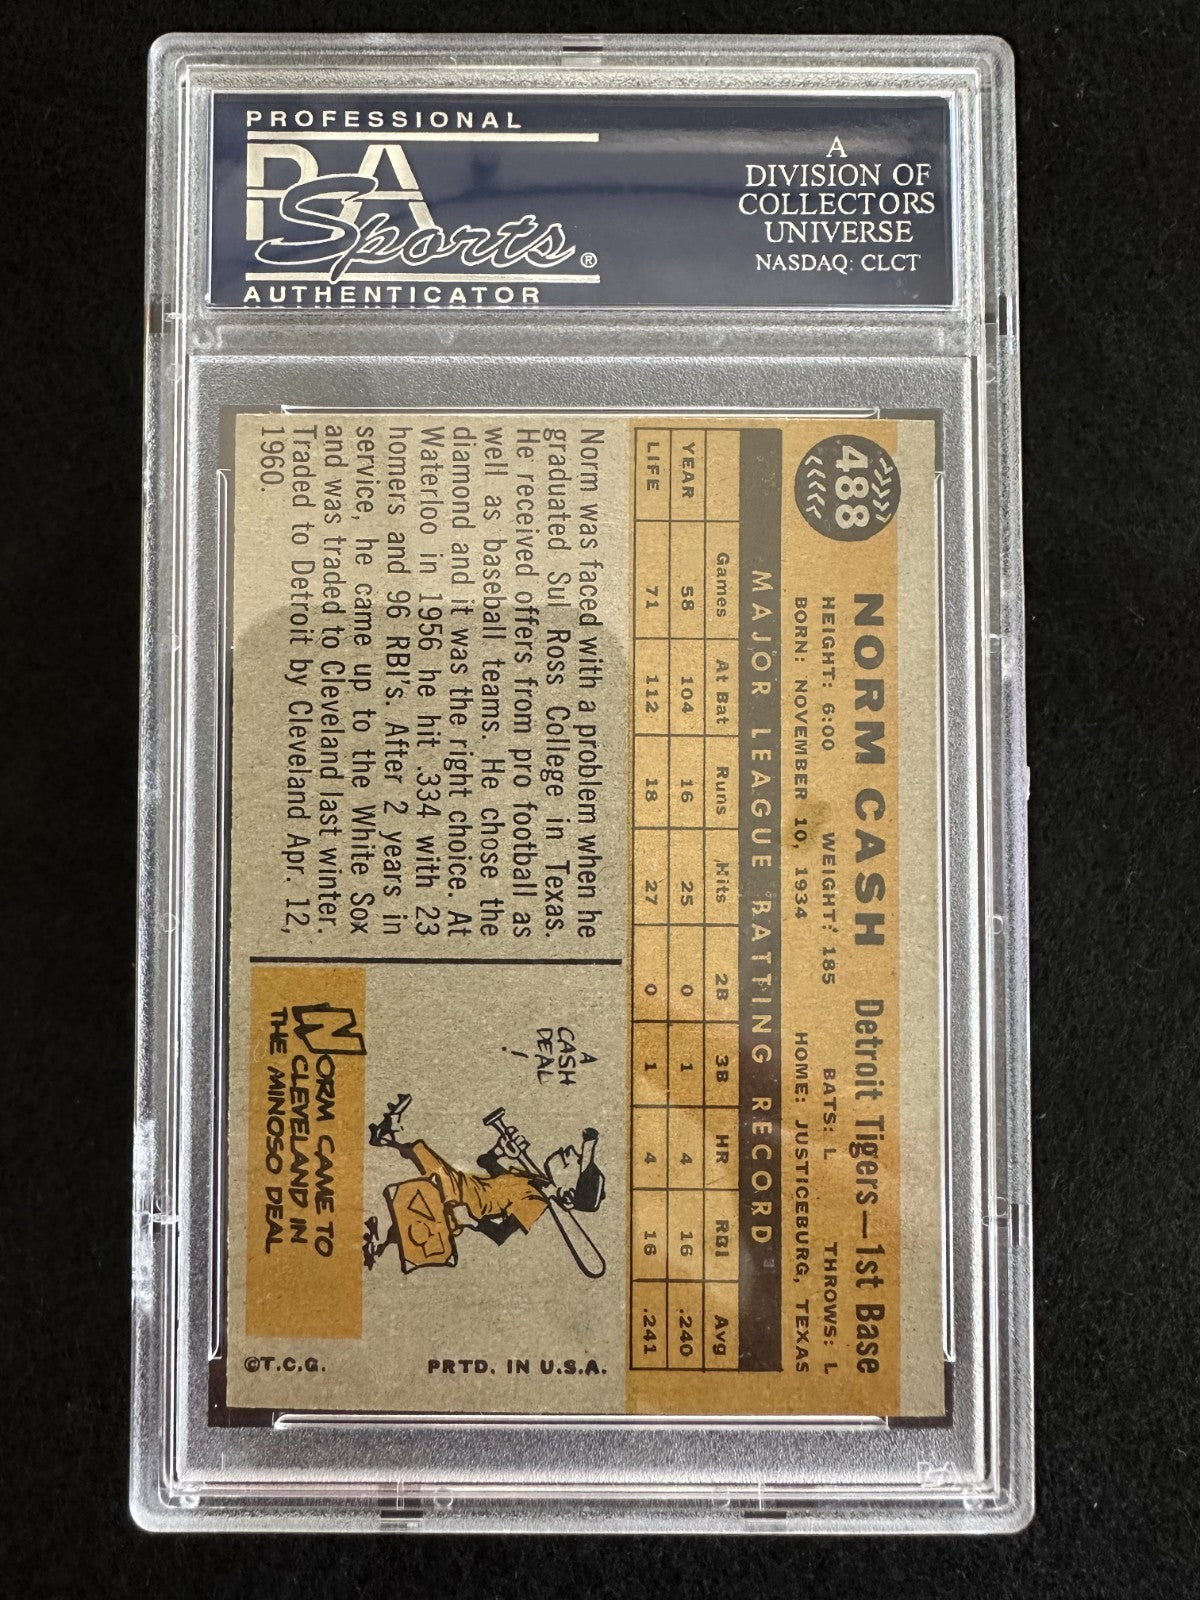 PROFESSIONAL
PSA
Sports®
AUTHENTICATOR
A
DIVISION OF
COLLECTORS
UNIVERSE
NASDAQ: CLCT
488
NORM CASH Detroit Tigers—1st Base
HEIGHT: 6:00 WEIGHT: 185 BATS: L THROWS: L
BORN: NOVEMBER 10, 1934 HOME: JUSTICEBURG, TEXAS
MAJOR LEAGUE BATTING RECORD
Games At Bat Runs Hits 2B 3B HR RBI Avg
YEAR 58 104 16 25 0 1 4 16 .240
LIFE 71 112 18 27 0 1 4 16 .241
Norm was faced with a problem when he
graduated Sul Ross College in Texas.
He received offers from pro football as
well as baseball teams. He chose the
diamond and it was the right choice. At
Waterloo in 1956 he hit .334 with 23
homers and 96 RBI's. After 2 years in
service, he came up to the White Sox
and was traded to Cleveland last winter.
Traded to Detroit by Cleveland Apr. 12,
1960.
A
CASH
DEAL!
NORM CAME TO
CLEVELAND IN
THE MINOSO DEAL
©T.C.G. PRTD. IN U.S.A.